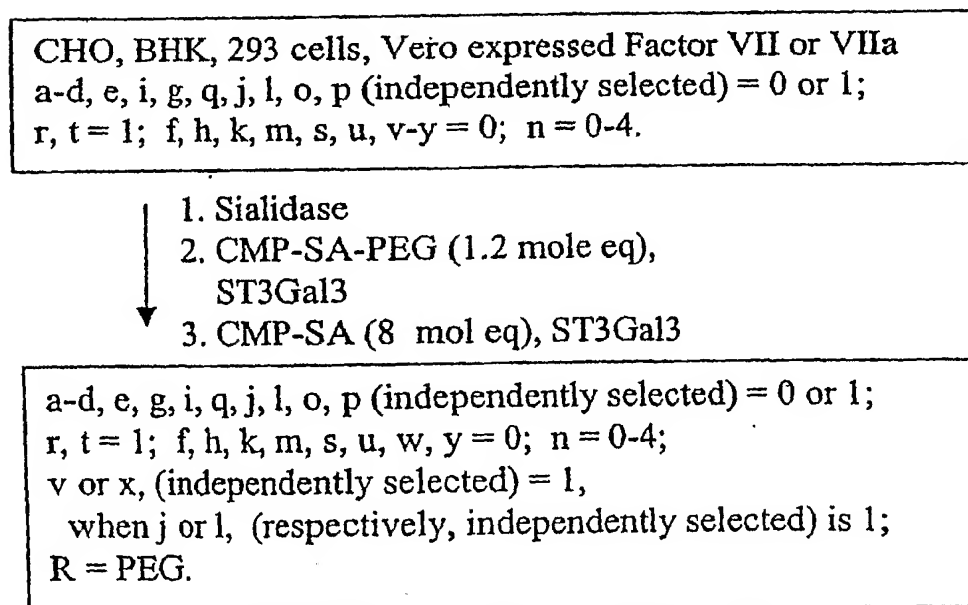 CHO, BHK, 293 cells, Vero expressed Factor VII or VIIa
a-d, e, i, g, q, j, l, o, p (independently selected) = 0 or 1;
r, t = 1; f, h, k, m, s, u, v-y = 0; n = 0-4.
1. Sialidase
2. CMP-SA-PEG (1.2 mole eq),
ST3Gal3
3. CMP-SA (8 mol eq), ST3Gal3
a-d, e, g, i, q, j, l, o, p (independently selected) = 0 or 1;
r, t = 1; f, h, k, m, s, u, w, y = 0; n = 0-4;
v or x, (independently selected) = 1,
when j or l, (respectively, independently selected) is 1;
R = PEG.